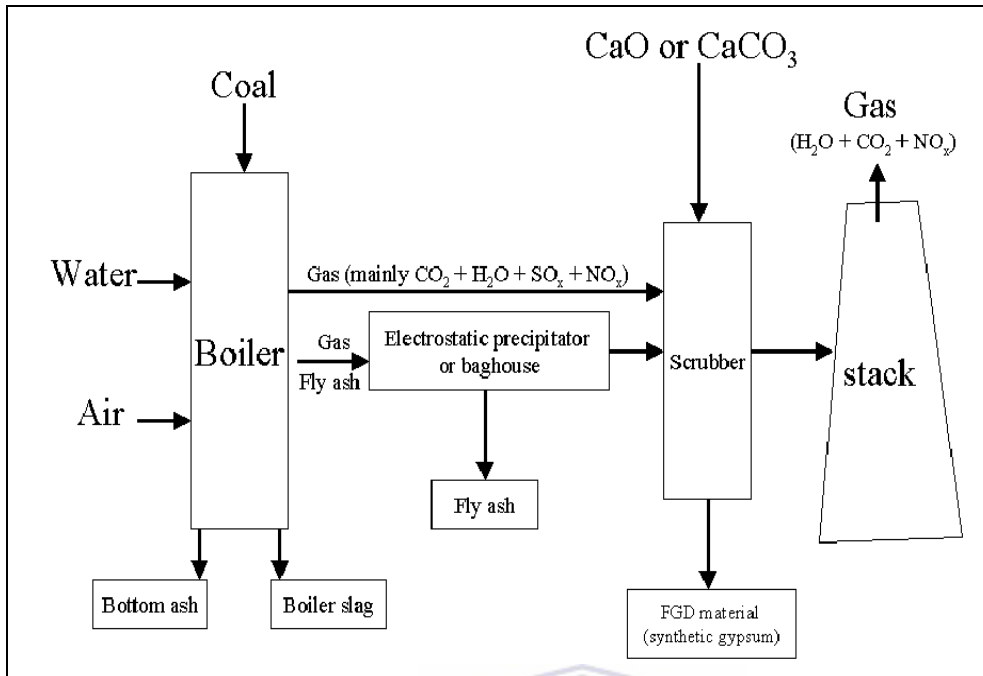 CaO or CaCO₃
Coal
Gas
(H₂O + CO₂ + NOₓ)
Water
Gas (mainly CO₂ + H₂O + SOₓ + NOₓ)
Boiler
Gas
Fly ash
Electrostatic precipitator
or baghouse
Scrubber
stack
Air
Fly ash
Bottom ash
Boiler slag
FGD material
(synthetic gypsum)